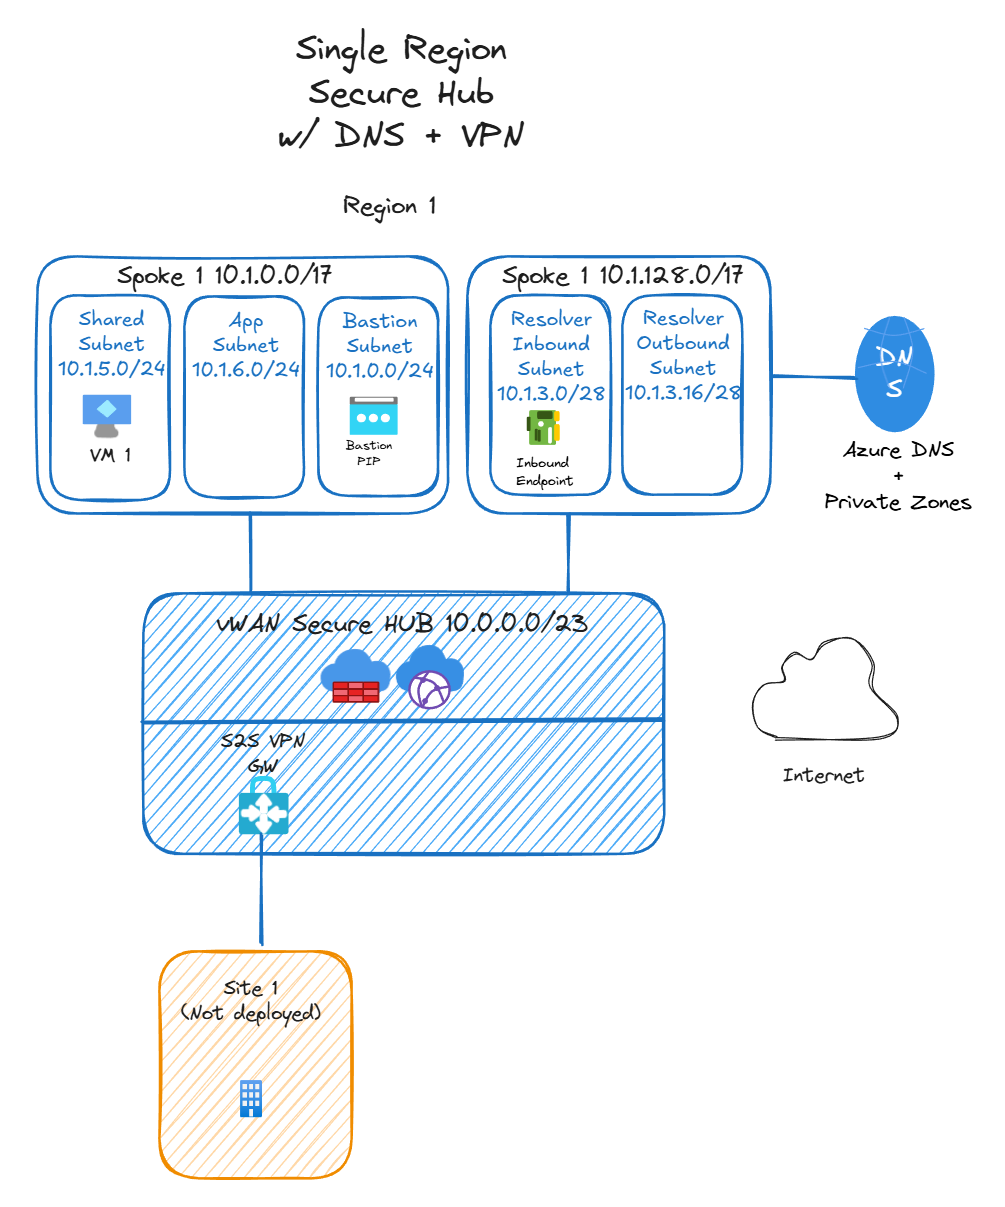 Single Region
Secure Hub
w/ DNS + VPN
Region 1
Spoke 1 10.1.0.0/17
Shared
Subnet
10.1.5.0/24
VM 1
App
Subnet
10.1.6.0/24
Bastion
Subnet
10.1.0.0/24
Bastion
PIP
Spoke 1 10.1.128.0/17
Resolver
Inbound
Subnet
10.1.3.0/28
Inbound
Endpoint
Resolver
Outbound
Subnet
10.1.3.16/28
DN
S
Azure DNS
+
Private Zones
vWAN Secure HUB 10.0.0.0/23
S2S VPN
GW
Internet
Site 1
(Not deployed)